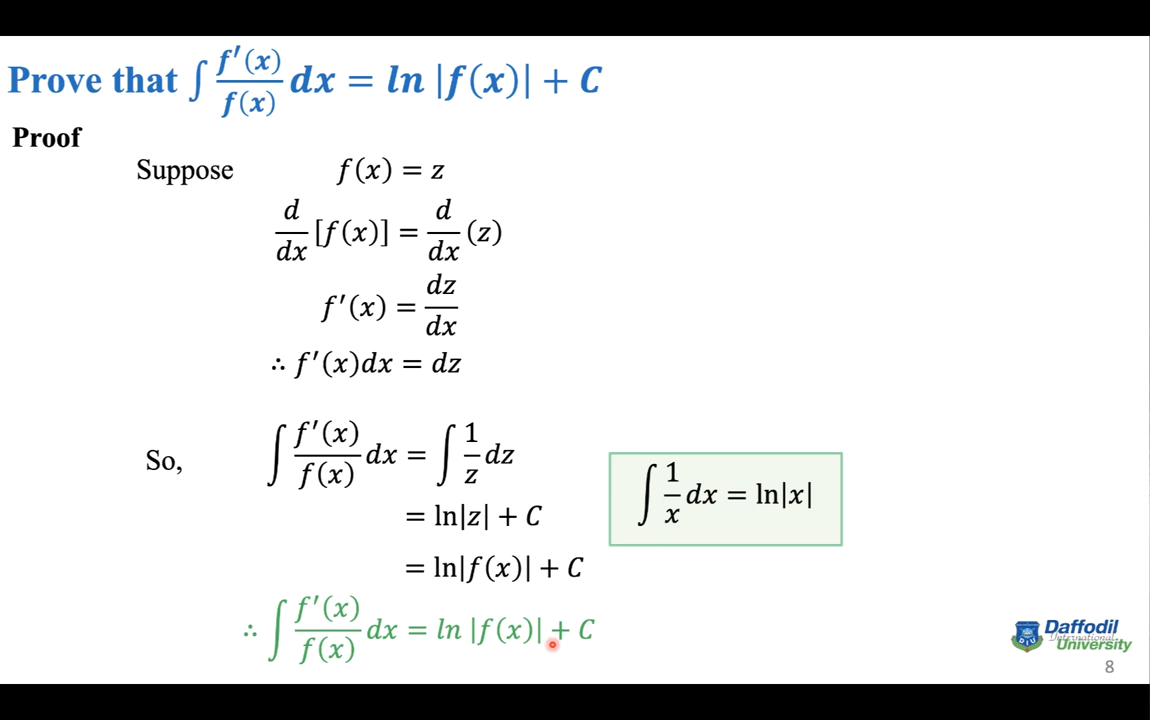 Prove that ∫ f′(x)/f(x) dx = ln |f(x)| + C
Proof
Suppose f(x) = z
d/dx [f(x)] = d/dx (z)
f′(x) = dz/dx
∴ f′(x)dx = dz
So, ∫ f′(x)/f(x) dx = ∫ 1/z dz
= ln|z| + C
∫ 1/x dx = ln|x|
= ln|f(x)| + C
∴ ∫ f′(x)/f(x) dx = ln |f(x)| + C
Daffodil
International
University
8